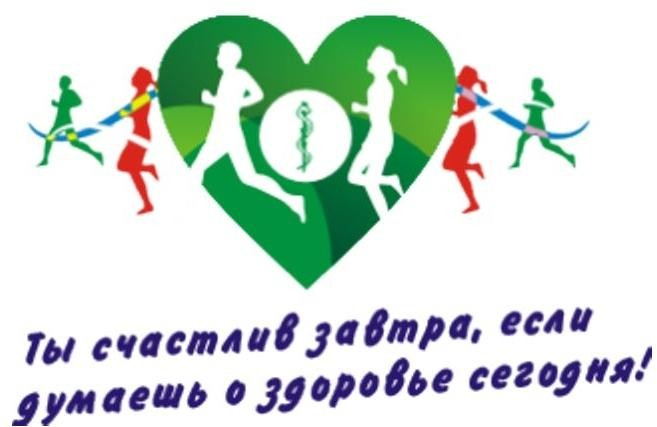 Ты счастлив завтра, если
думаешь о здоровье сегодня!